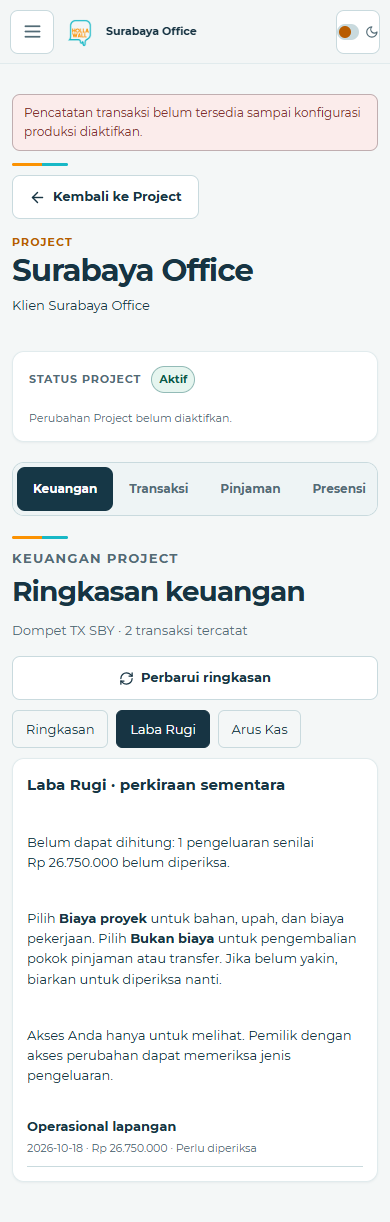 HOLLA
WALL
Surabaya Office
Pencatatan transaksi belum tersedia sampai konfigurasi
produksi diaktifkan.
Kembali ke Project
PROJECT
Surabaya Office
Klien Surabaya Office
STATUS PROJECT Aktif
Perubahan Project belum diaktifkan.
Keuangan Transaksi Pinjaman Presensi
KEUANGAN PROJECT
Ringkasan keuangan
Dompet TX SBY · 2 transaksi tercatat
Perbarui ringkasan
Ringkasan Laba Rugi Arus Kas
Laba Rugi · perkiraan sementara
Belum dapat dihitung: 1 pengeluaran senilai
Rp 26.750.000 belum diperiksa.
Pilih Biaya proyek untuk bahan, upah, dan biaya
pekerjaan. Pilih Bukan biaya untuk pengembalian
pokok pinjaman atau transfer. Jika belum yakin,
biarkan untuk diperiksa nanti.
Akses Anda hanya untuk melihat. Pemilik dengan
akses perubahan dapat memeriksa jenis
pengeluaran.
Operasional lapangan
2026-10-18 · Rp 26.750.000 · Perlu diperiksa